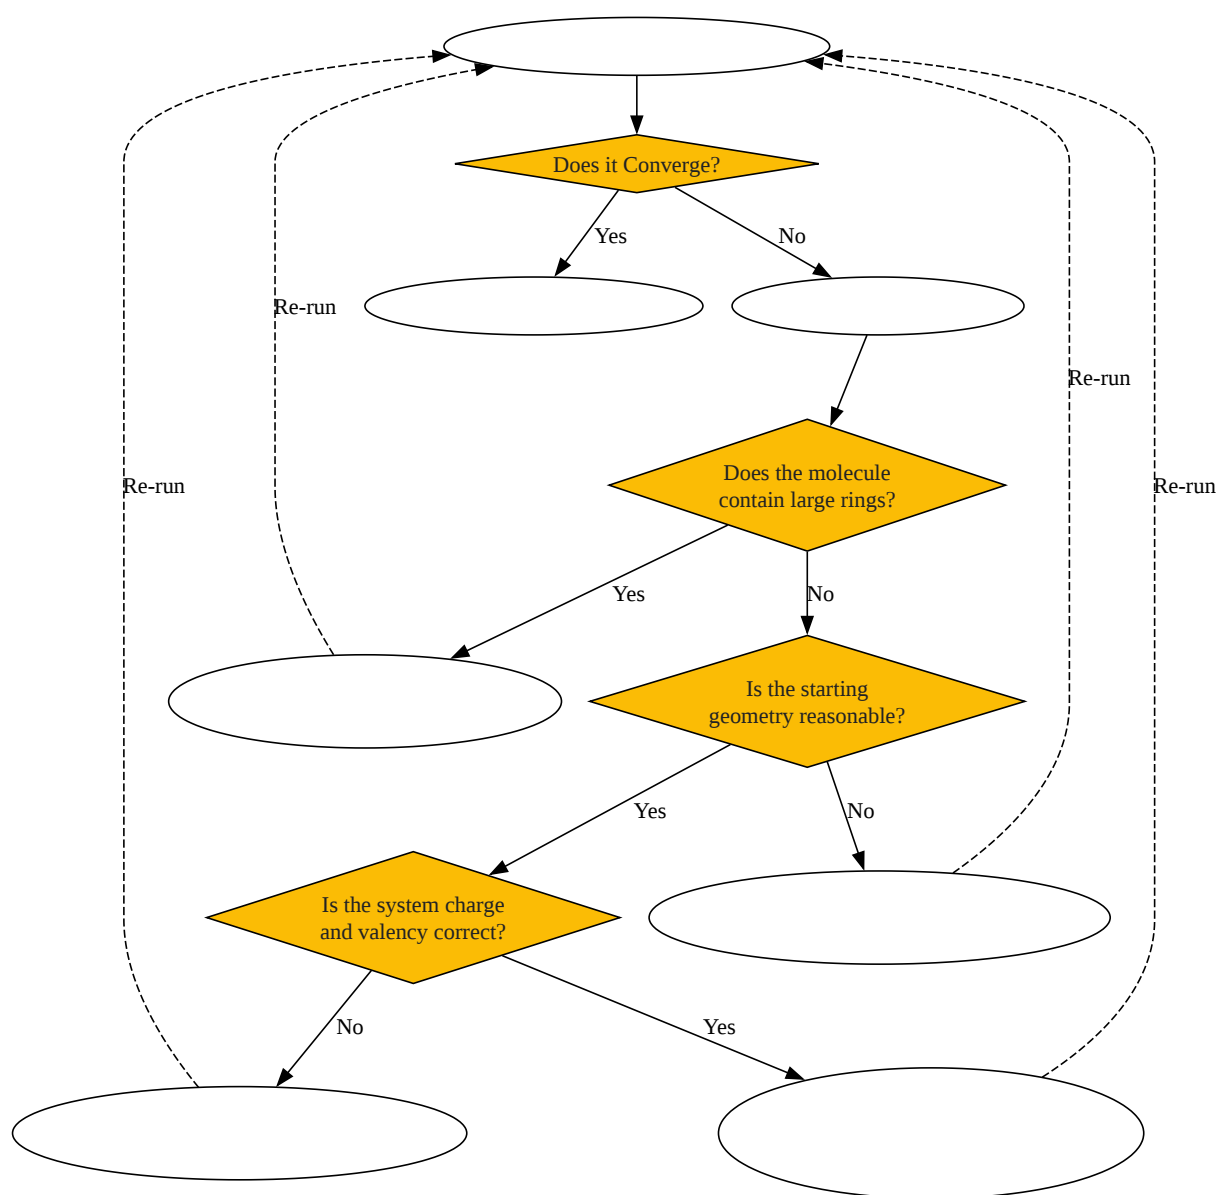 Does it Converge?
Yes
No
Re-run
Re-run
Does the molecule
contain large rings?
Re-run
Re-run
Yes
No
Is the starting
geometry reasonable?
Yes
No
Is the system charge
and valency correct?
No
Yes